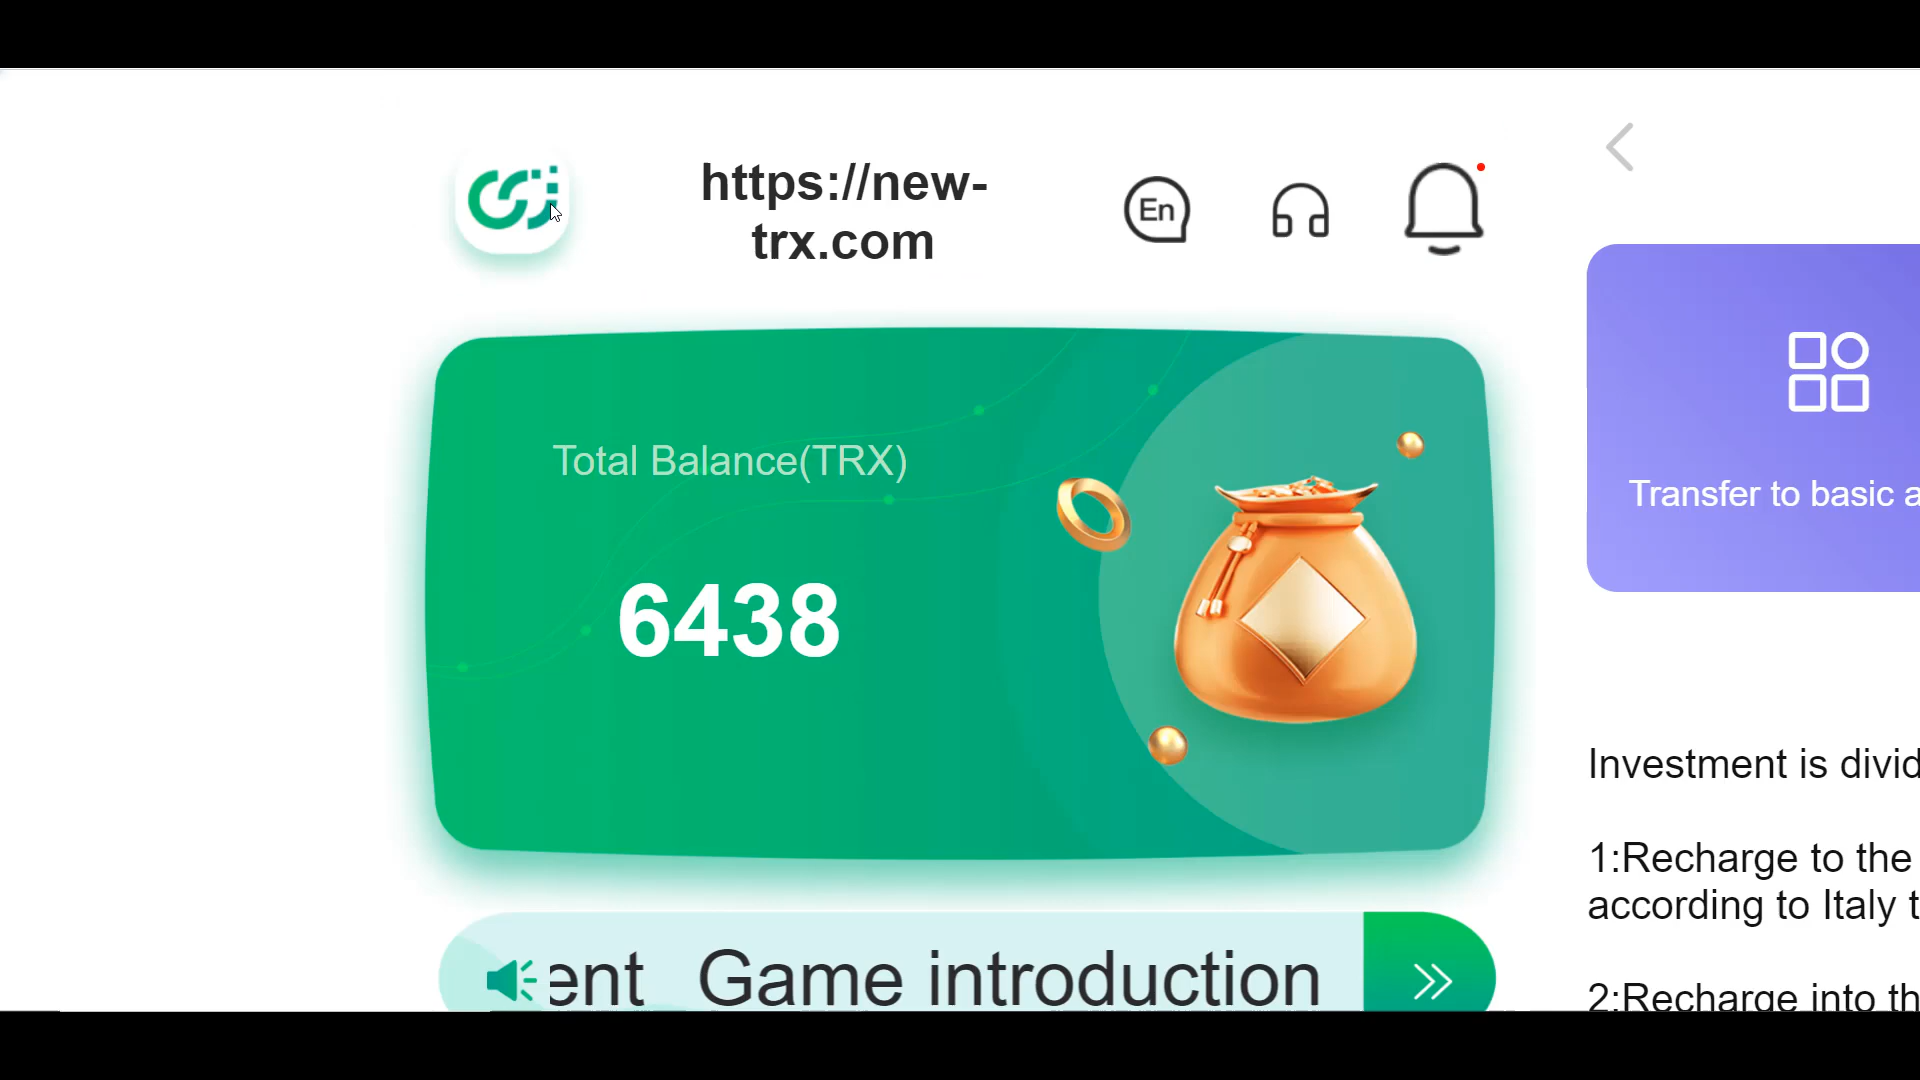 https://new-
trx.com
En
Total Balance(TRX)
6438
ent Game introduction
Transfer to basic a
Investment is divid
1:Recharge to the
according to Italy t
2:Recharge into th